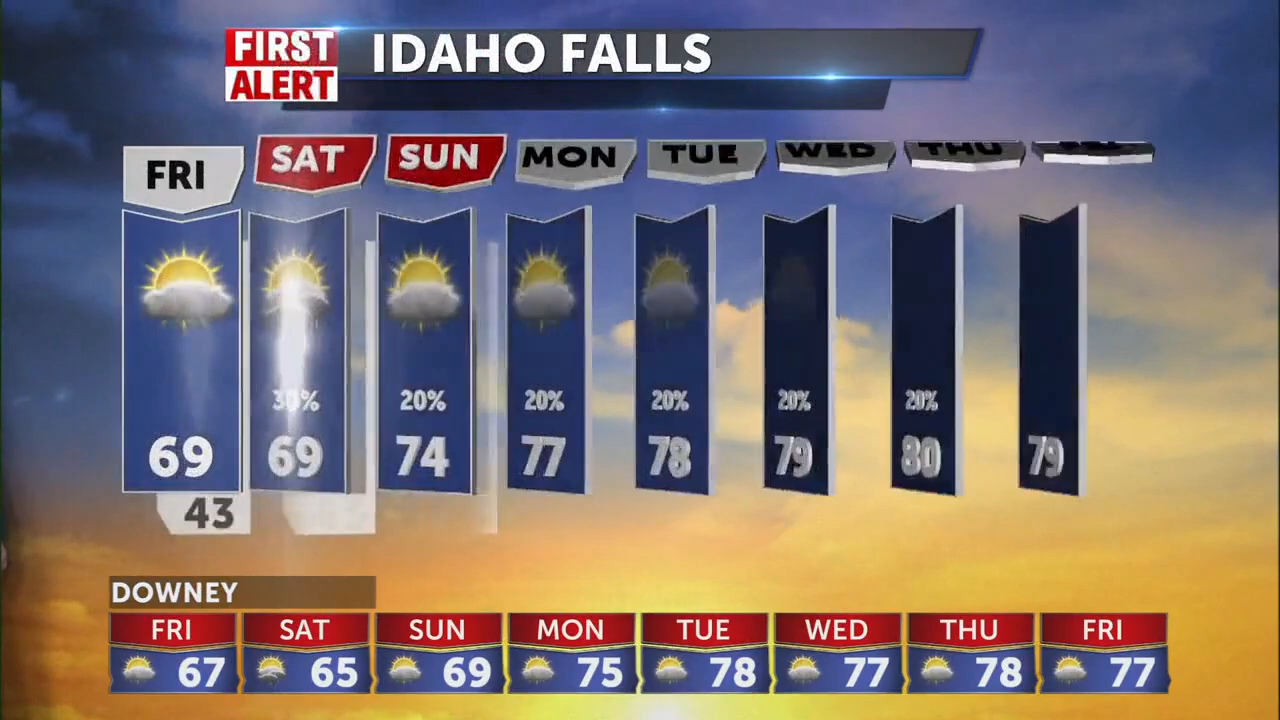 FIRST
ALERT
IDAHO FALLS
FRI SAT SUN MON TUE WED THU
30% 20% 20% 20% 20% 20%
69 69 74 77 78 79 80 79
43
DOWNEY
FRI SAT SUN MON TUE WED THU FRI
67 65 69 75 78 77 78 77